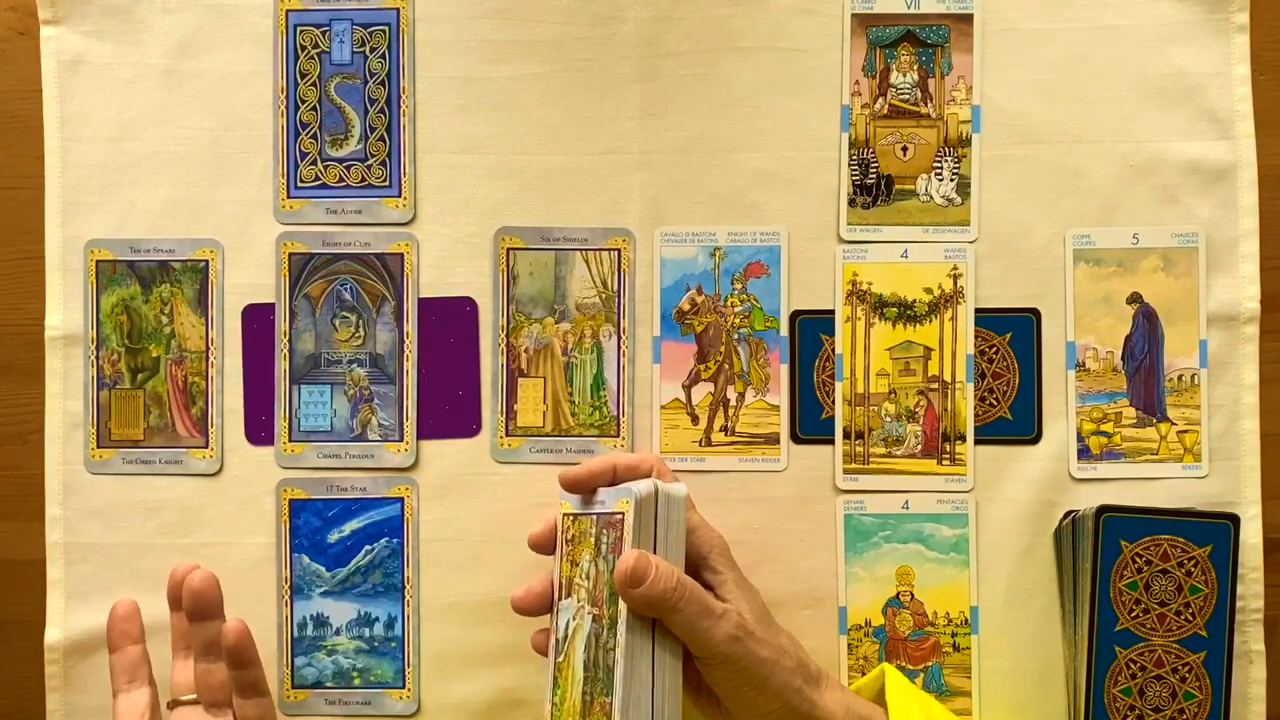 THE ADDER
TEN OF SPEARS
THE GREEN KNIGHT
EIGHT OF CUPS
CHAPEL PERILOUS
SIX OF SHIELDS
CASTLE OF MAIDENS
17 THE STAR
THE FIREDRAKE
IL CARRO
LE CHAR
VII
THE CHARIOT
EL CARRO
DER WAGEN
DE ZEGEWAGEN
CAVALLO DI BASTONI
CHEVALIER DE BATONS
KNIGHT OF WANDS
CABALLO DE BASTOS
STAVEN RIDDER
BASTONI
BATONS
4
WANDS
BASTOS
STÄBE
STAVEN
COPPE
COUPES
5
CHALICES
COPAS
KELCHE
BEKERS
DENARI
DENIERS
4
PENTACLES
OROS